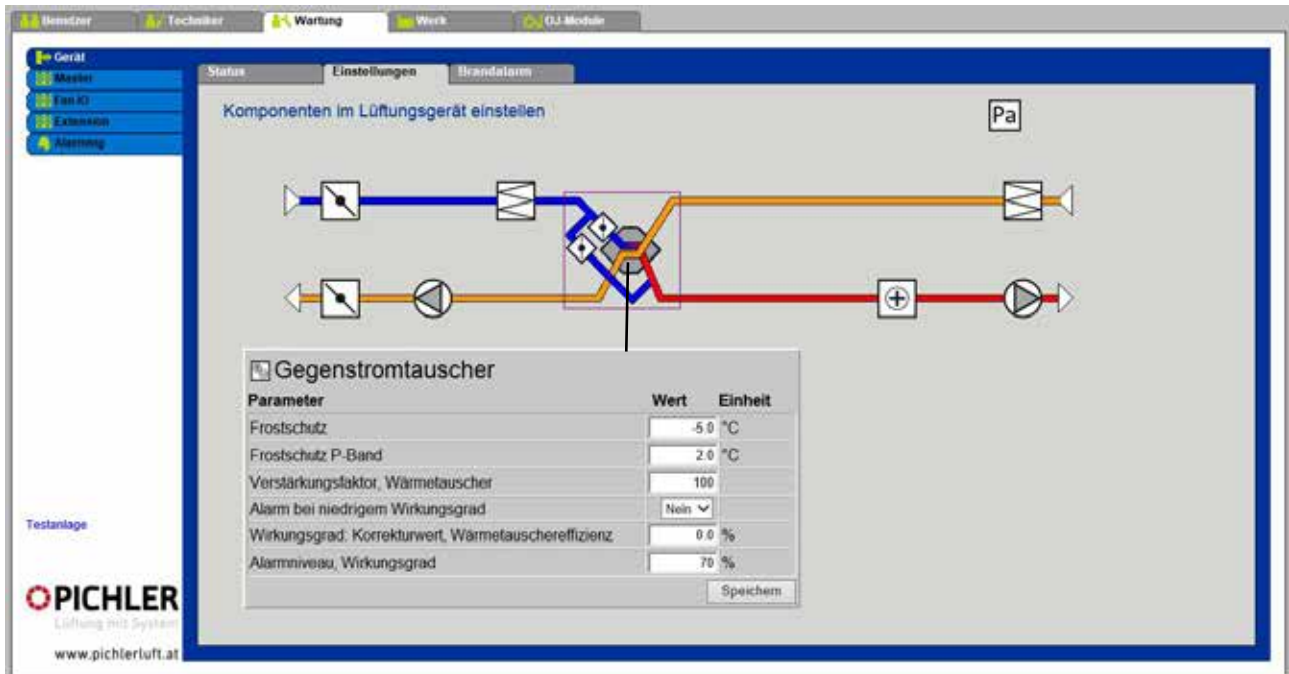 Benutzer Techniker Wartung Werk OJ-Module
Gerät
Master
Fan IO
Extension
Status Einstellungen Brandalarm
Komponenten im Lüftungsgerät einstellen
Pa
Gegenstromtauscher
Parameter Wert Einheit
Frostschutz -5.0 °C
Frostschutz P-Band 2.0 °C
Verstärkungsfaktor, Wärmetauscher 100
Alarm bei niedrigem Wirkungsgrad Nein
Wirkungsgrad: Korrekturwert, Wärmetauschereffizienz 0.0 %
Alarmniveau, Wirkungsgrad 70 %
Speichern
Testanlage
PICHLER
Lüftung mit System
www.pichlerluft.at